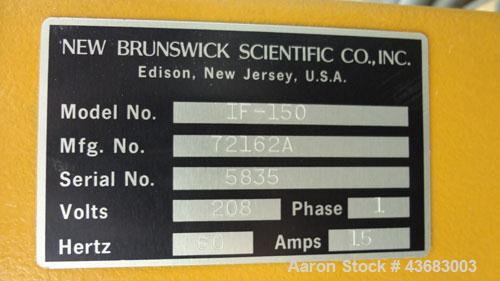 NEW BRUNSWICK SCIENTIFIC CO., INC.
Edison, New Jersey, U.S.A.
Model No. IF-150
Mfg. No. 72162A
Serial No. 5835
Volts 208 Phase 1
Hertz 60 Amps 15
Aaron Stock # 43683003